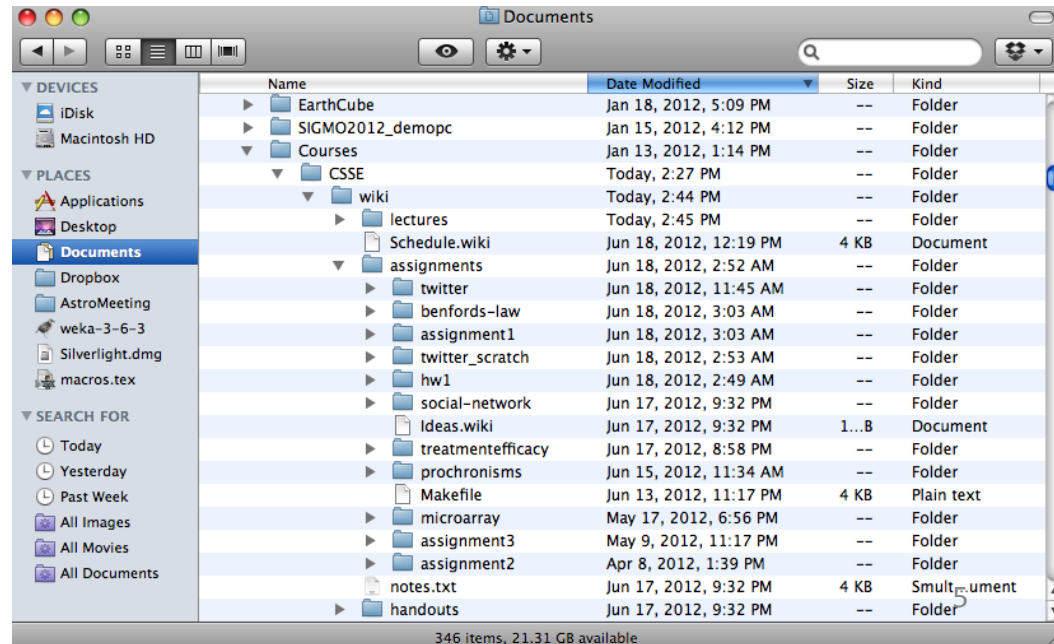 Documents
DEVICES
iDisk
Macintosh HD
PLACES
Applications
Desktop
Documents
Dropbox
AstroMeeting
weka-3-6-3
Silverlight.dmg
macros.tex
SEARCH FOR
Today
Yesterday
Past Week
All Images
All Movies
All Documents
Name Date Modified Size Kind
EarthCube Jan 18, 2012, 5:09 PM -- Folder
SIGMO2012_demopc Jan 15, 2012, 4:12 PM -- Folder
Courses Jan 13, 2012, 1:14 PM -- Folder
CSSE Today, 2:27 PM -- Folder
wiki Today, 2:44 PM -- Folder
lectures Today, 2:45 PM -- Folder
Schedule.wiki Jun 18, 2012, 12:19 PM 4 KB Document
assignments Jun 18, 2012, 2:52 AM -- Folder
twitter Jun 18, 2012, 11:45 AM -- Folder
benfords-law Jun 18, 2012, 3:03 AM -- Folder
assignment1 Jun 18, 2012, 3:03 AM -- Folder
twitter_scratch Jun 18, 2012, 2:53 AM -- Folder
hw1 Jun 18, 2012, 2:49 AM -- Folder
social-network Jun 17, 2012, 9:32 PM -- Folder
Ideas.wiki Jun 17, 2012, 9:32 PM 1...B Document
treatmentefficacy Jun 17, 2012, 8:58 PM -- Folder
prochronisms Jun 15, 2012, 11:34 AM -- Folder
Makefile Jun 13, 2012, 11:17 PM 4 KB Plain text
microarray May 17, 2012, 6:56 PM -- Folder
assignment3 May 9, 2012, 11:17 PM -- Folder
assignment2 Apr 8, 2012, 1:39 PM -- Folder
notes.txt Jun 17, 2012, 9:32 PM 4 KB Smult...ument
handouts Jun 17, 2012, 9:32 PM -- Folder
5
346 items, 21.31 GB available